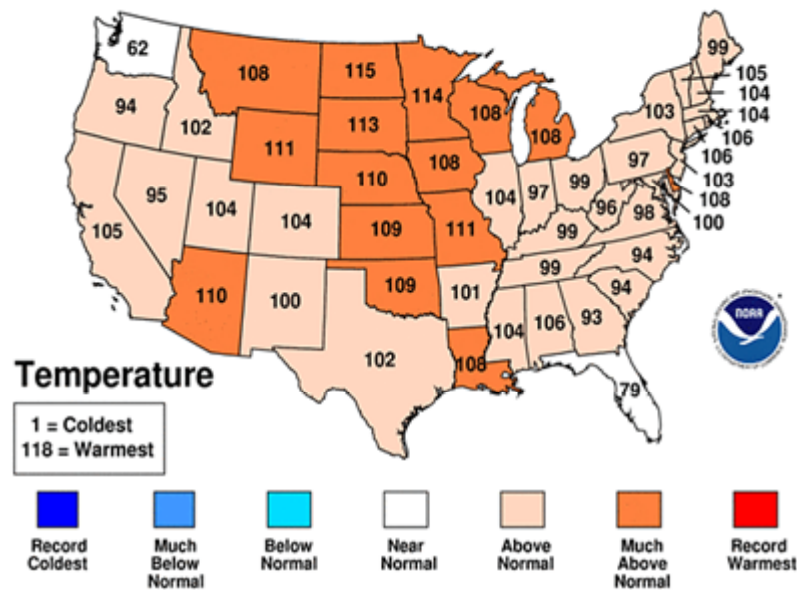 62
108
115
114
99
105
104
104
106
106
103
108
100
94
102
111
113
108
108
103
97
110
108
95
104
104
109
111
104
97
99
96
98
99
105
110
100
109
101
99
94
94
104
106
93
102
108
79
NOAA
Temperature
1 = Coldest
118 = Warmest
Record
Coldest
Much
Below
Normal
Below
Normal
Near
Normal
Above
Normal
Much
Above
Normal
Record
Warmest